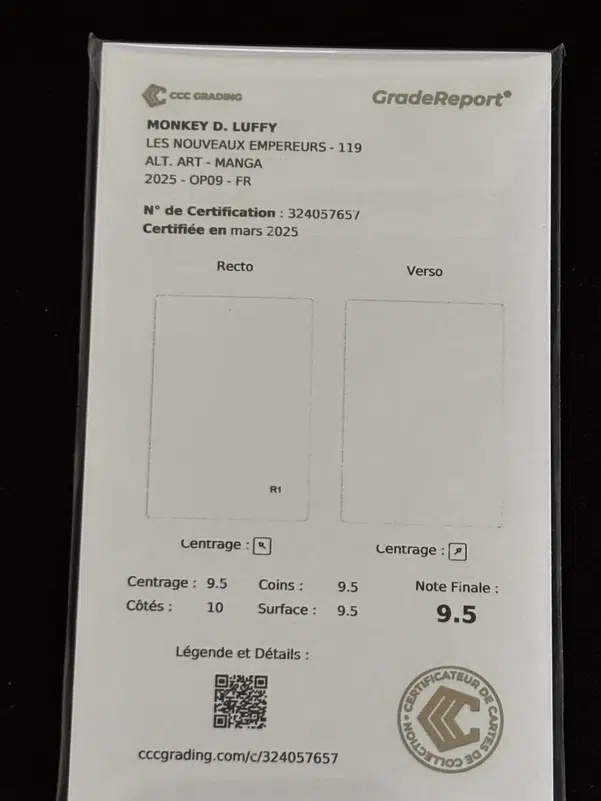 CCC GRADING
GradeReport
MONKEY D. LUFFY
LES NOUVEAUX EMPEREURS - 119
ALT. ART - MANGA
2025 - OP09 - FR
N° de Certification : 324057657
Certifiée en mars 2025
Recto
Verso
R1
Centrage :
Centrage :
Centrage : 9.5
Coins : 9.5
Côtés : 10
Surface : 9.5
Note Finale :
9.5
Légende et Détails :
cccgrading.com/c/324057657
CERTIFICATEUR DE CARTES DE COLLECTION